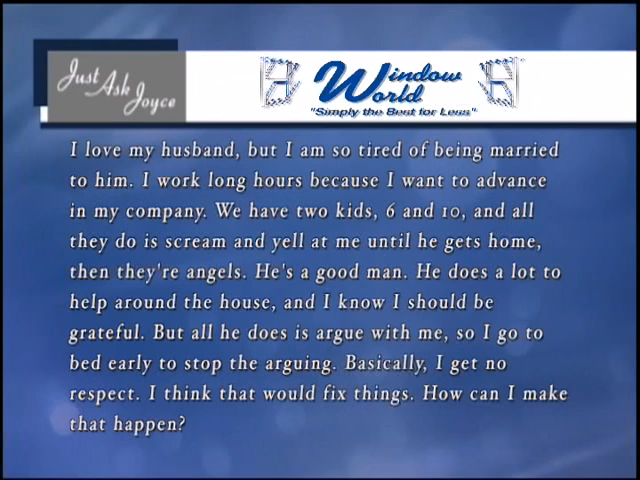 Just
Ask
Joyce
Window
World
"Simply the Best for Less"
I love my husband, but I am so tired of being married
to him. I work long hours because I want to advance
in my company. We have two kids, 6 and 10, and all
they do is scream and yell at me until he gets home,
then they're angels. He's a good man. He does a lot to
help around the house, and I know I should be
grateful. But all he does is argue with me, so I go to
bed early to stop the arguing. Basically, I get no
respect. I think that would fix things. How can I make
that happen?